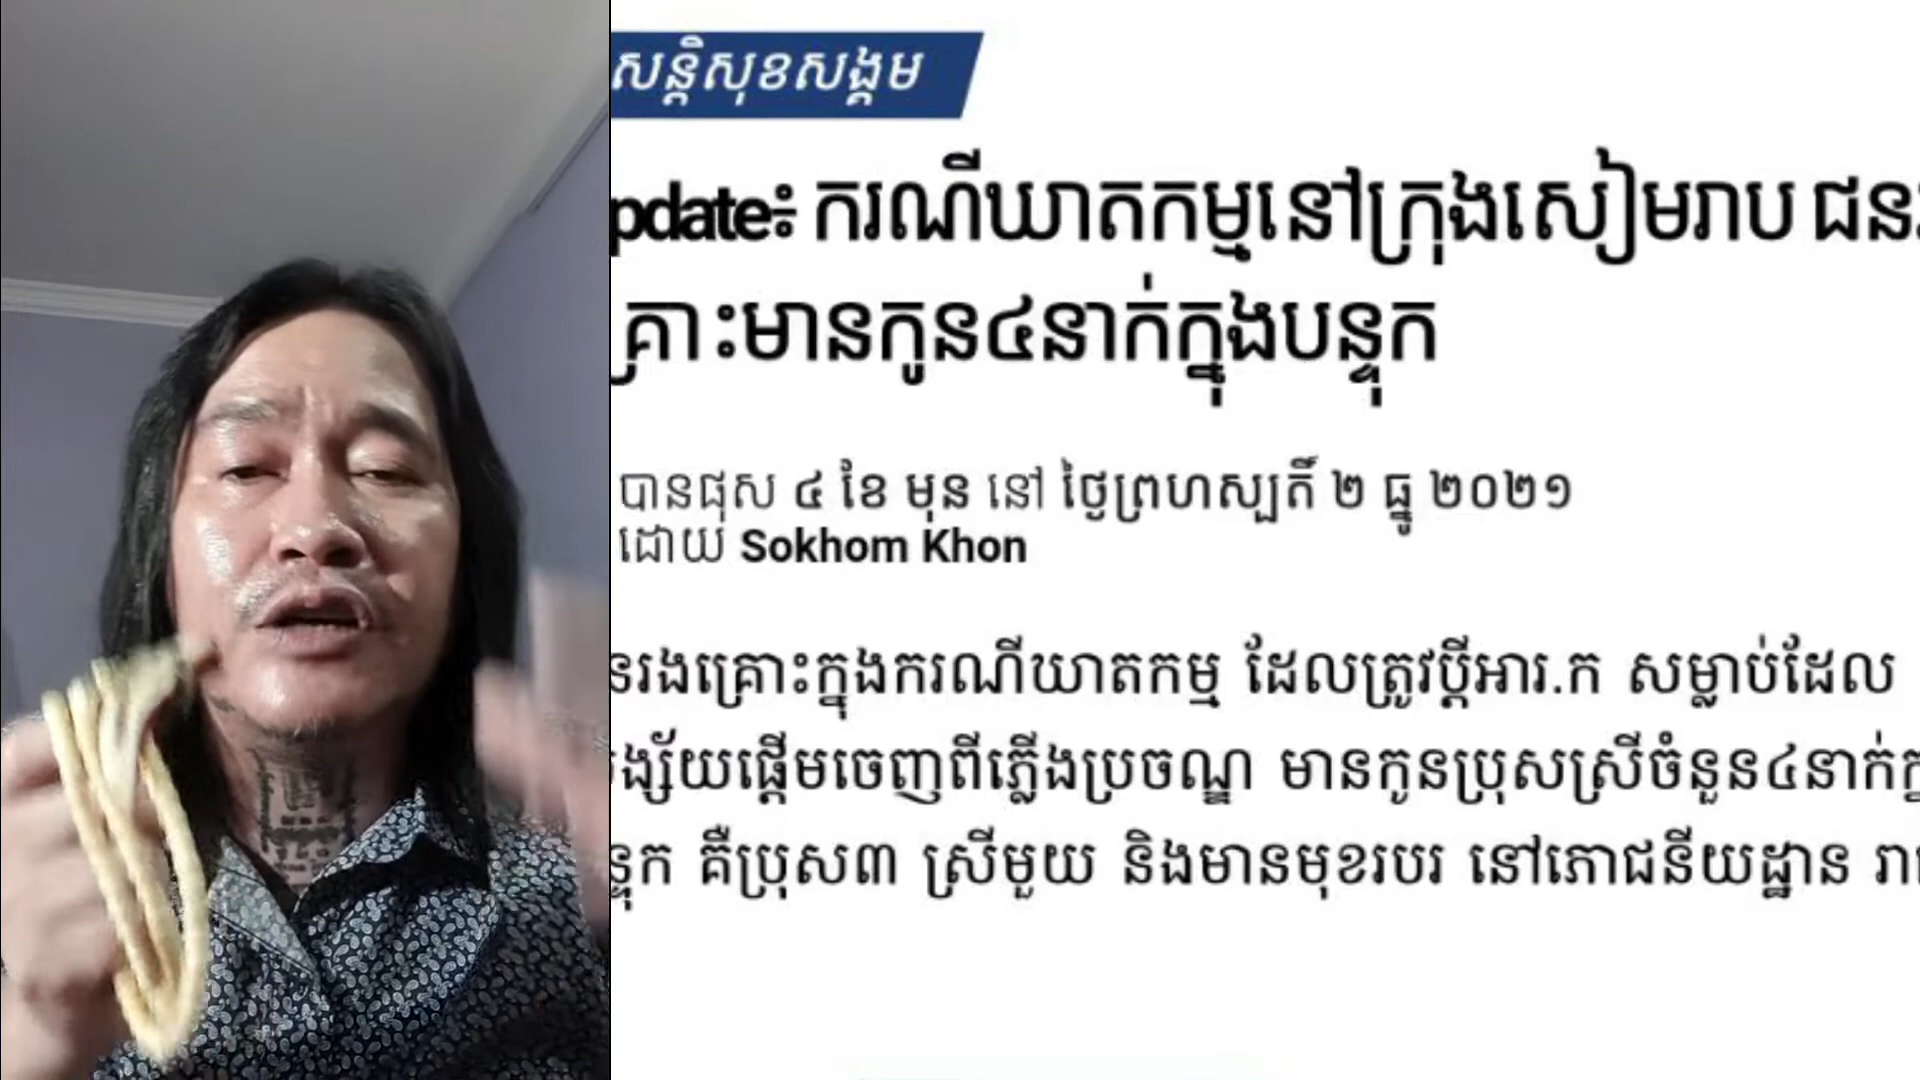 សន្តិសុខសង្គម
pdate៖ ករណីឃាតកម្មនៅក្រុងសៀមរាប ជន
គ្រោះមានកូន៤នាក់ក្នុងបន្ទុក
បានផុស ៤ ខែ មុន នៅ ថ្ងៃព្រហស្បតិ៍ ២ ធ្នូ ២០២១
ដោយ Sokhom Khon
រងគ្រោះក្នុងករណីឃាតកម្ម ដែលត្រូវប្តីអារ.ក សម្លាប់ដែល
ង្ស័យផ្តើមចេញពីភ្លើងប្រចណ្ឌ មានកូនប្រុសស្រីចំនួន៤នាក់ក្
ន្ទុក គឺប្រុស៣ ស្រីមួយ និងមានមុខរបរ នៅភោជនីយដ្ឋាន រា